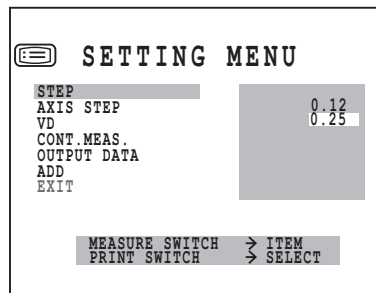 SETTING MENU
STEP
AXIS STEP
VD
CONT.MEAS.
OUTPUT DATA
ADD
EXIT
0.12
0.25
MEASURE SWITCH → ITEM
PRINT SWITCH → SELECT